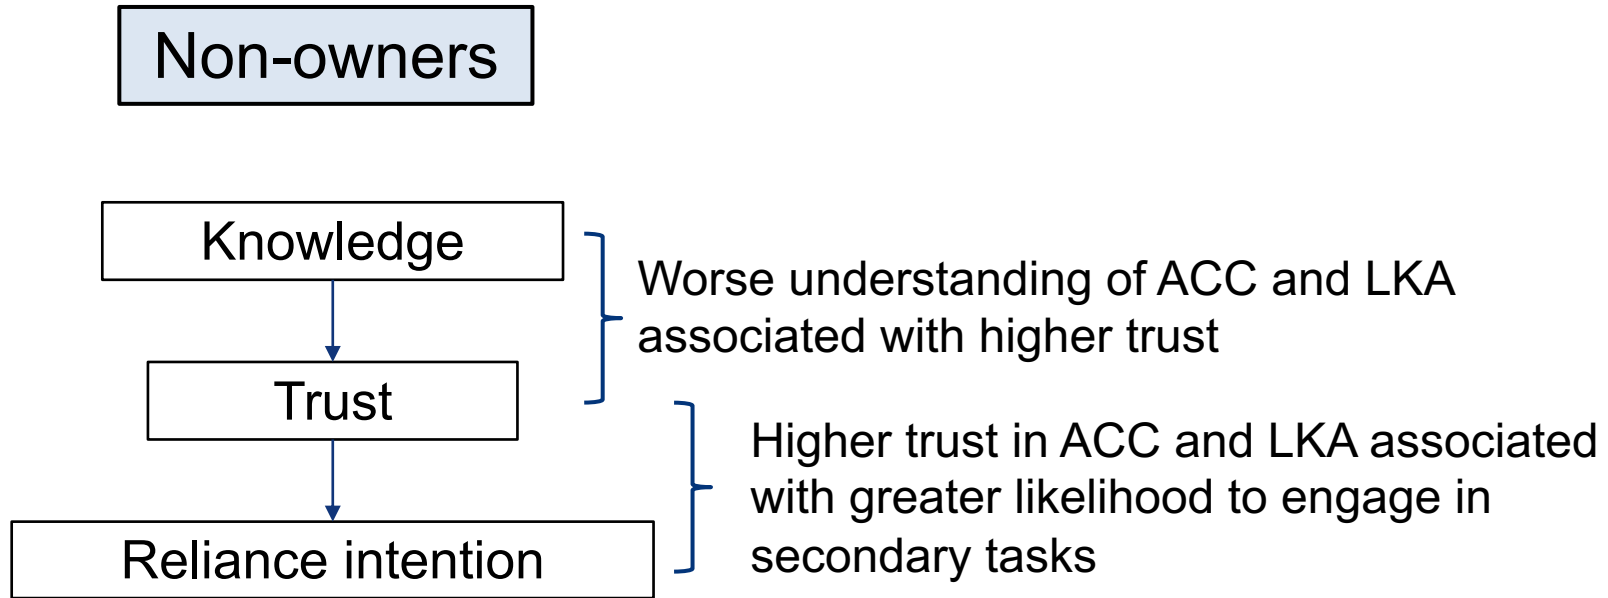 Non-owners
Knowledge
Worse understanding of ACC and LKA
associated with higher trust
Trust
Higher trust in ACC and LKA associated
with greater likelihood to engage in
secondary tasks
Reliance intention